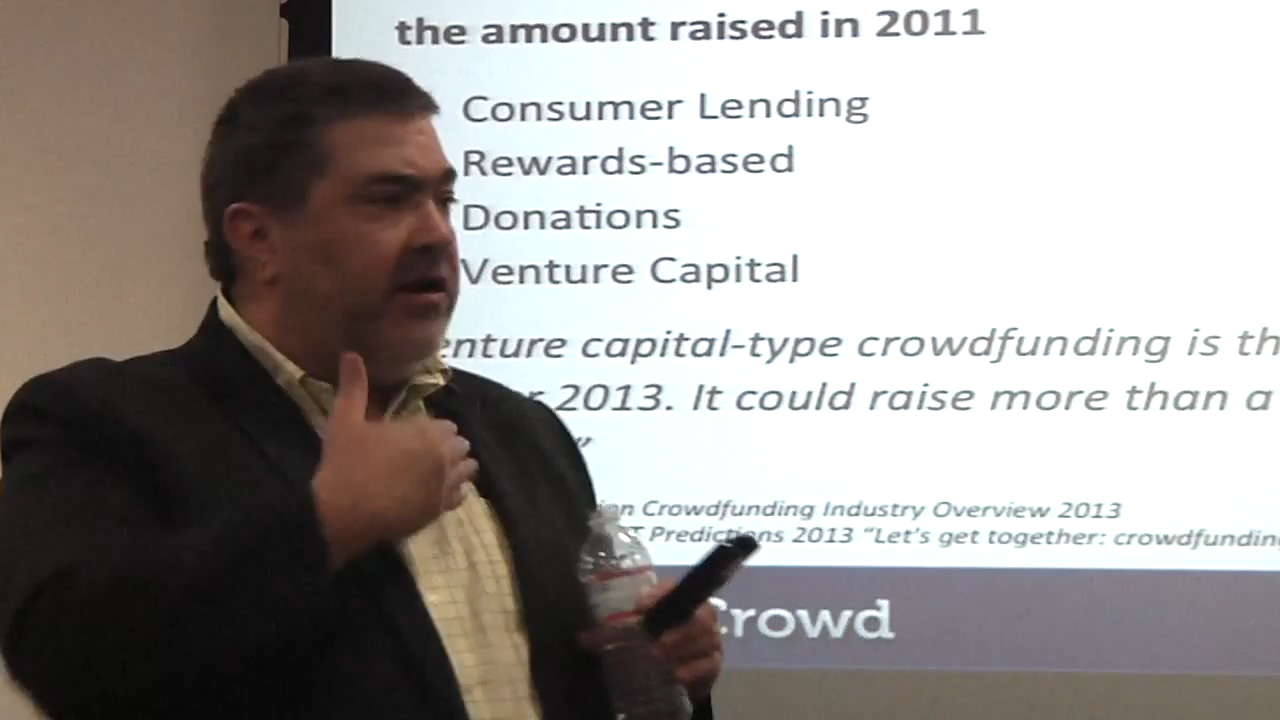 the amount raised in 2011
Consumer Lending
Rewards-based
Donations
Venture Capital
enture capital-type crowdfunding is th
2013. It could raise more than a
”
Crowdfunding Industry Overview 2013
Predictions 2013 “Let's get together: crowdfunding
Crowd